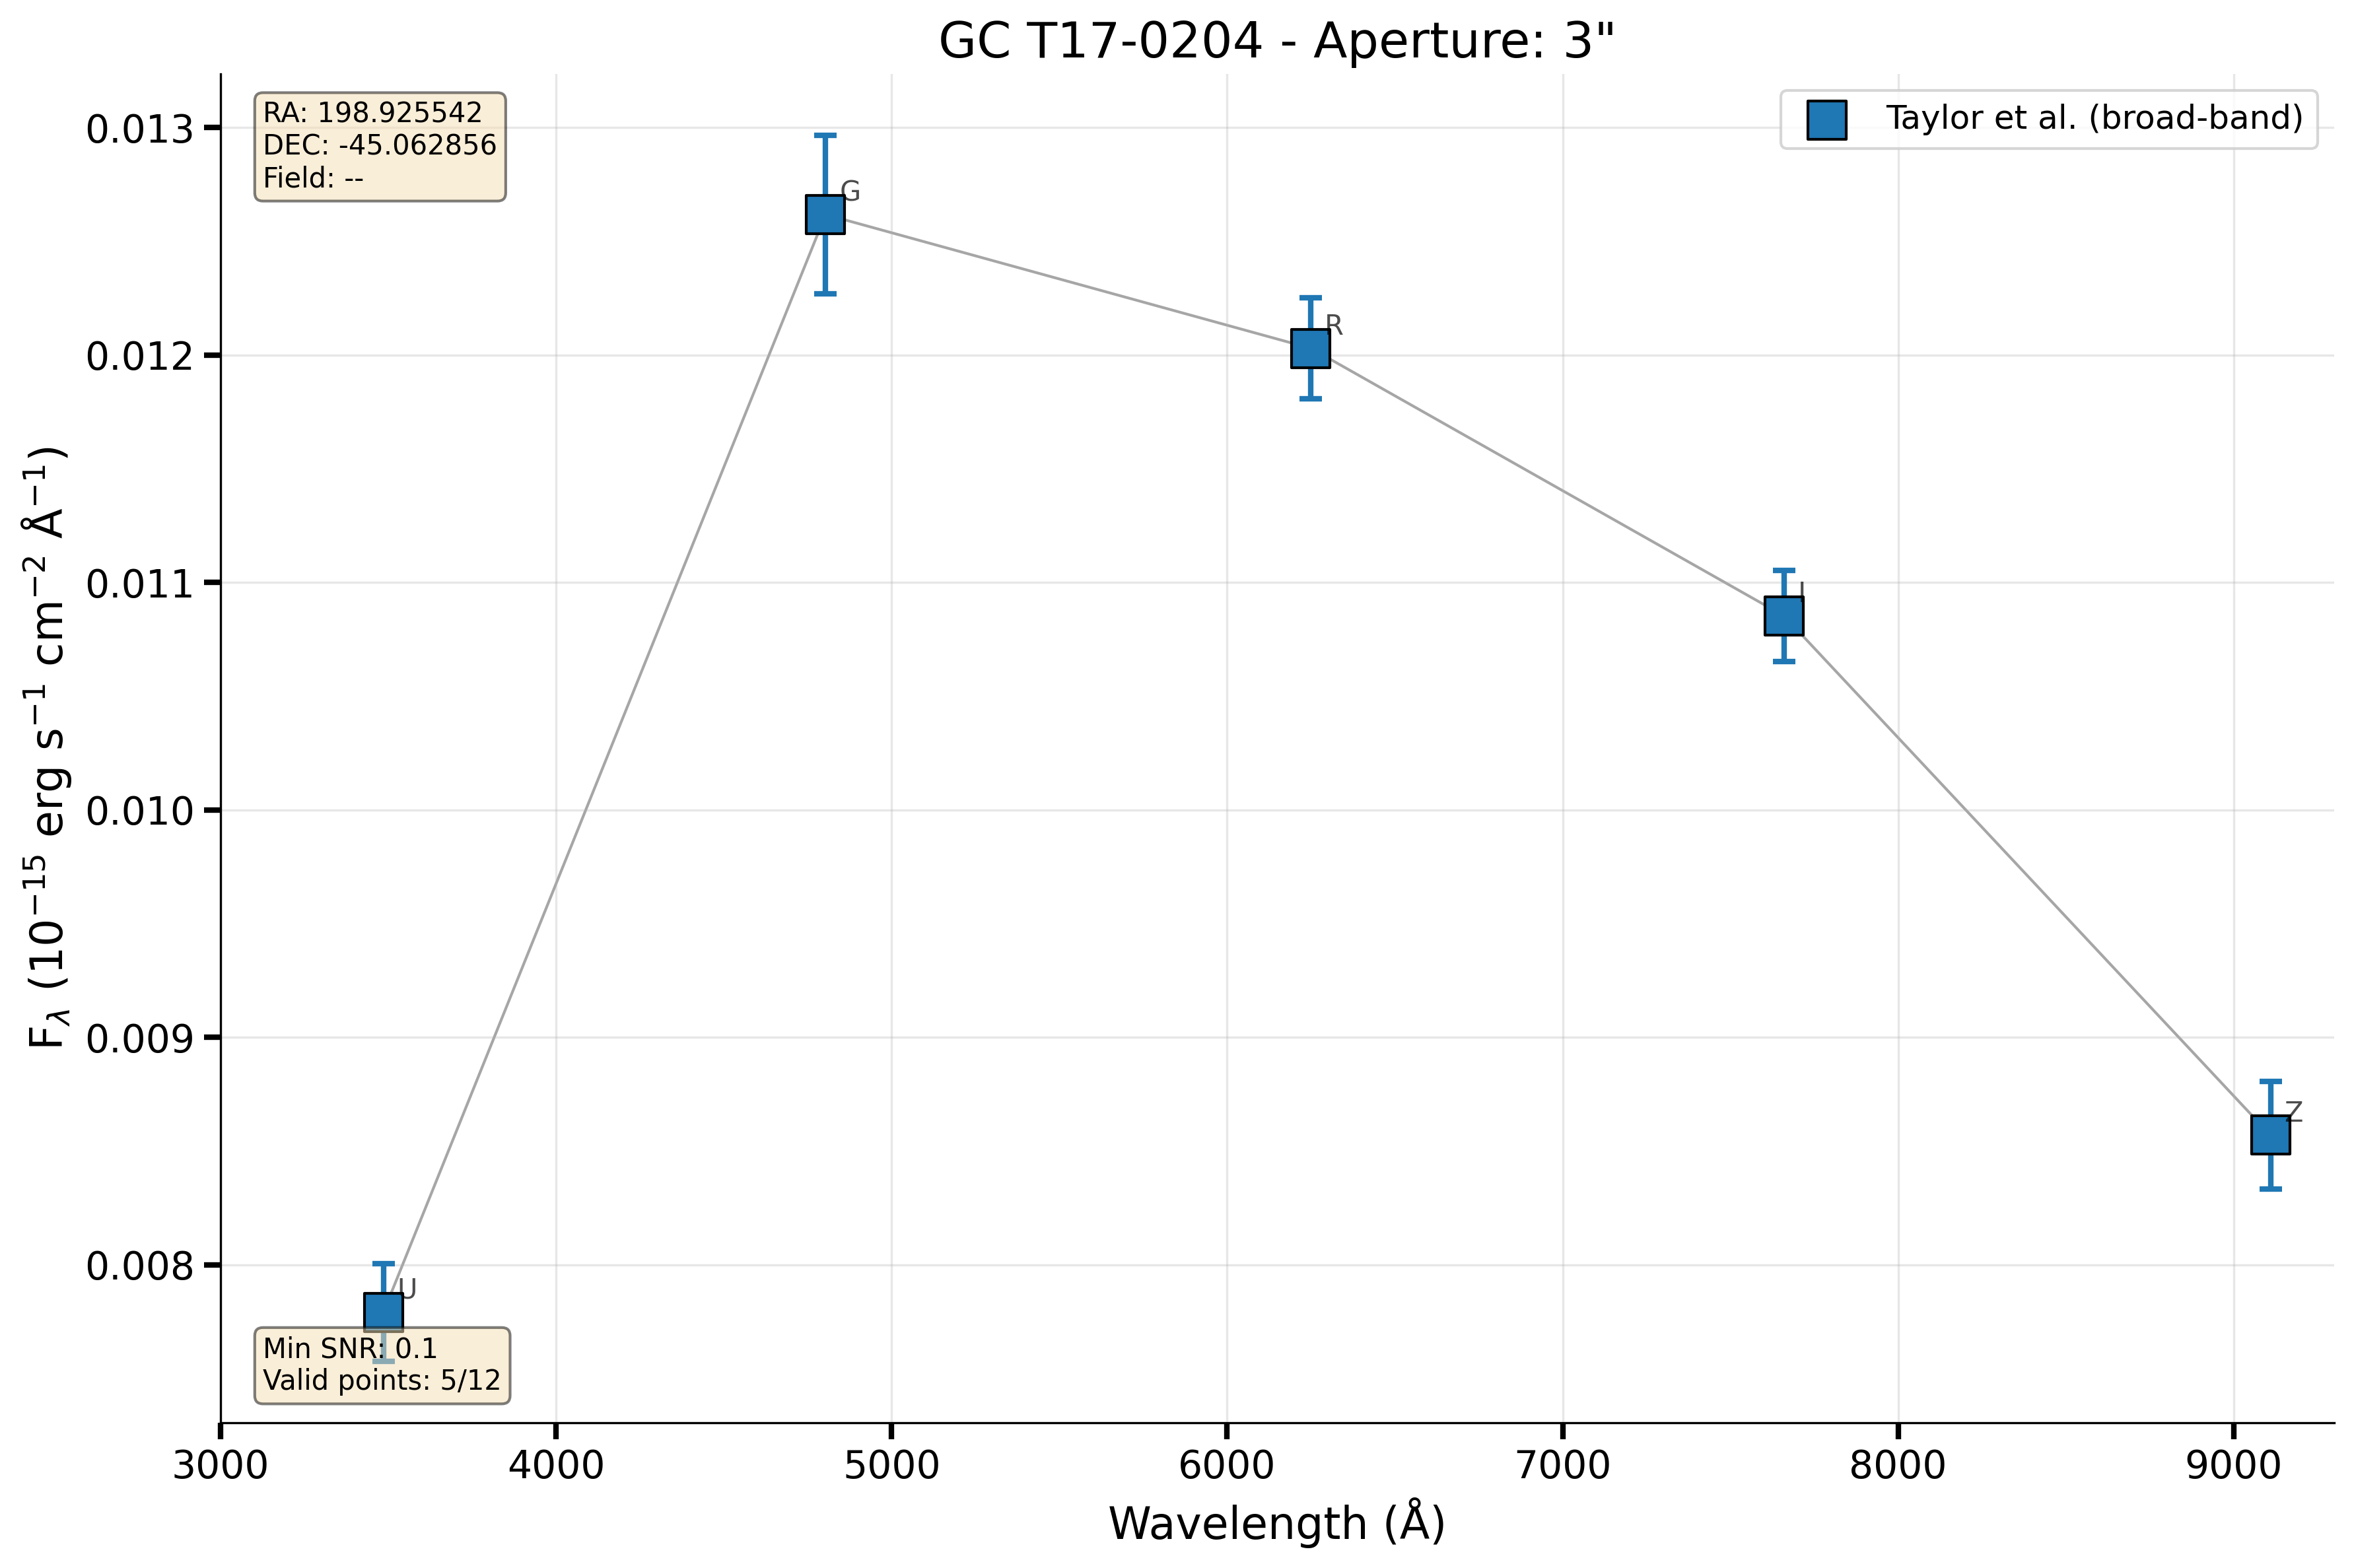 GC T17-0204 - Aperture: 3"
RA: 198.925542
DEC: -45.062856
Field: --
Taylor et al. (broad-band)
G
R
I
Z
U
Min SNR: 0.1
Valid points: 5/12
0.013
0.012
0.011
0.010
0.009
0.008
F_λ (10⁻¹⁵ erg s⁻¹ cm⁻² Å⁻¹)
3000 4000 5000 6000 7000 8000 9000
Wavelength (Å)